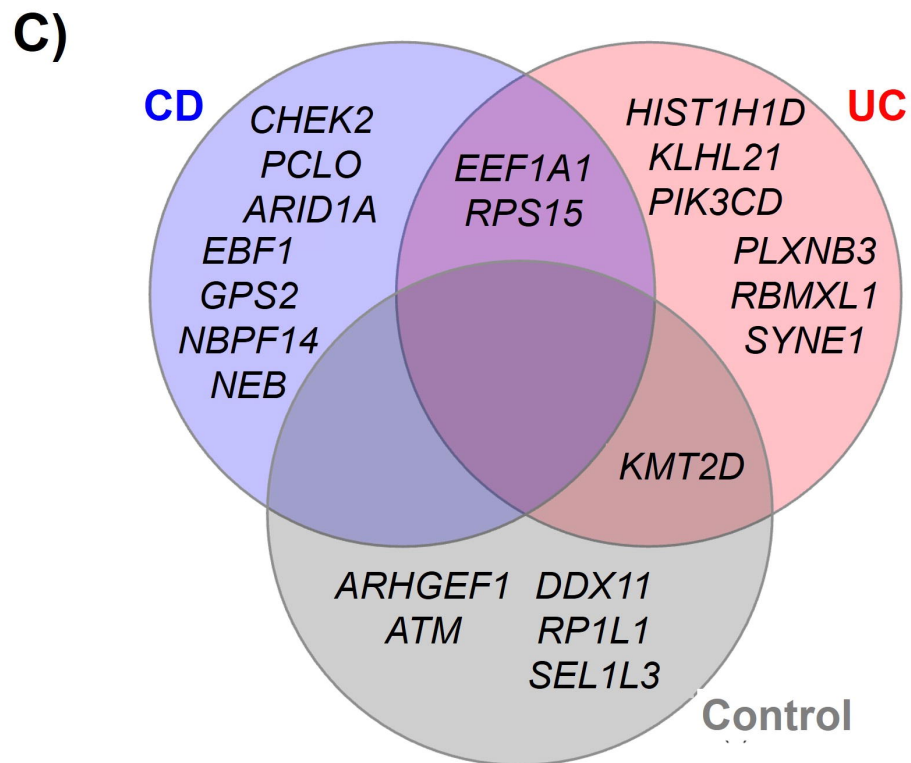 C)
CD
UC
CHEK2
PCLO
ARID1A
EBF1
GPS2
NBPF14
NEB
EEF1A1
RPS15
HIST1H1D
KLHL21
PIK3CD
PLXNB3
RBMXL1
SYNE1
KMT2D
ARHGEF1
ATM
DDX11
RP1L1
SEL1L3
Control